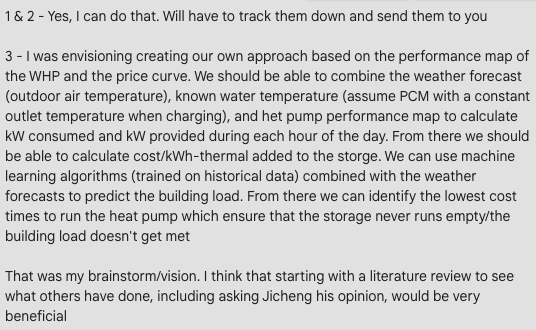 1 & 2 - Yes, I can do that. Will have to track them down and send them to you
3 - I was envisioning creating our own approach based on the performance map of
the WHP and the price curve. We should be able to combine the weather forecast
(outdoor air temperature), known water temperature (assume PCM with a constant
outlet temperature when charging), and het pump performance map to calculate
kW consumed and kW provided during each hour of the day. From there we should
be able to calculate cost/kWh-thermal added to the storge. We can use machine
learning algorithms (trained on historical data) combined with the weather
forecasts to predict the building load. From there we can identify the lowest cost
times to run the heat pump which ensure that the storage never runs empty/the
building load doesn't get met
That was my brainstorm/vision. I think that starting with a literature review to see
what others have done, including asking Jicheng his opinion, would be very
beneficial